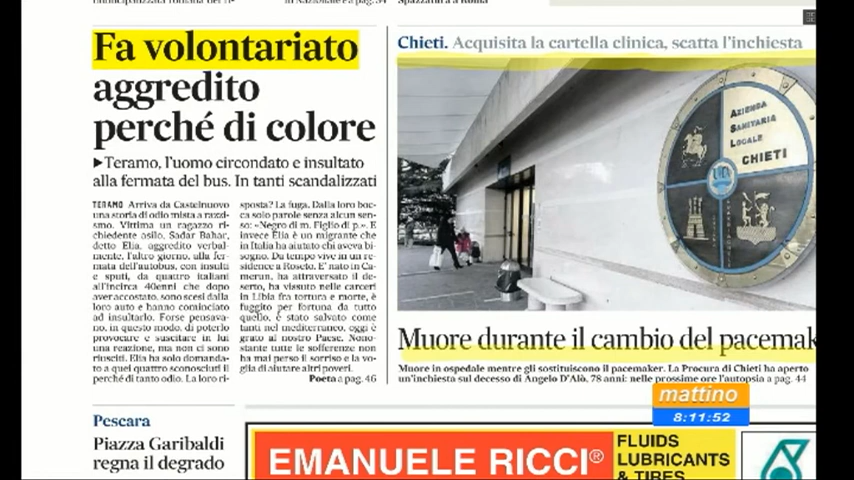 Fa volontariato
aggredito
perché di colore
▶Teramo, l'uomo circondato e insultato
alla fermata del bus. In tanti scandalizzati
TERAMO Arriva da Castelnuovo
una storia di odio mista a razzi-
smo. Vittima un ragazzo ri-
chiedente asilo, Sadar Bahar,
detto Elia, aggredito verbal-
mente, l'altro giorno, alla fer-
mata dell'autobus, con insulti
e sputi, da quattro italiani
all'incirca 40enni che dopo
aver accostato, sono scesi dalla
loro auto e hanno cominciato
ad insultarlo. Forse pensava-
no, in questo modo, di poterlo
provocare e suscitare in lui
una reazione, ma non ci sono
riusciti. Elia ha solo domanda-
to a quei quattro sconosciuti il
perché di tanto odio. La loro ri-
sposta? La fuga. Dalla loro boc-
ca solo parole senza alcun sen-
so: «Negro di m. Figlio di p.». E
invece Elia è un migrante che
in Italia ha aiutato chi aveva bi-
sogno. Da tempo vive in un re-
sidence a Roseto. E' nato in Ca-
merun, ha attraversato il de-
serto, ha vissuto nelle carceri
in Libia fra tortura e morte, è
fuggito per fortuna da tutto
quello, è stato salvato come
tanti nel mediterraneo, oggi è
grato al nostro Paese. Nono-
stante tutte le sofferenze non
ha mai perso il sorriso e la vo-
glia di aiutare altri poveri.
Poeta a pag. 46
Chieti. Acquisita la cartella clinica, scatta l'inchiesta
AZIENDA
SANITARIA
LOCALE
CHIETI
Muore durante il cambio del pacemak
Muore in ospedale mentre gli sostituiscono il pacemaker. La Procura di Chieti ha aperto
un'inchiesta sul decesso di Angelo D'Alò, 78 anni: nelle prossime ore l'autopsia a pag. 44
mattino
8:11:52
Pescara
Piazza Garibaldi
regna il degrado
EMANUELE RICCI®
FLUIDS
LUBRICANTS
& TIRES